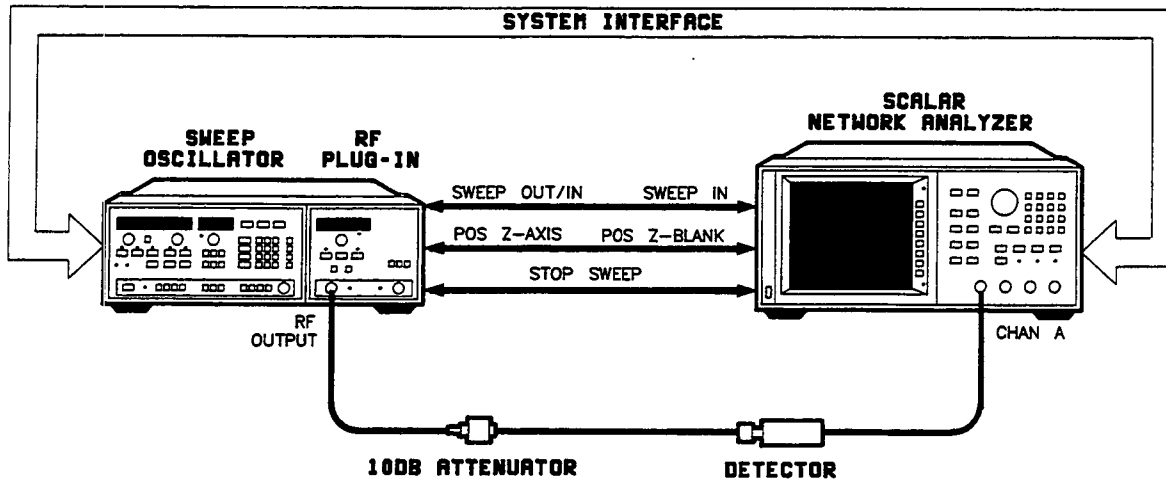 SYSTEM INTERFACE
SCALAR
NETWORK ANALYZER
SWEEP
OSCILLATOR
RF
PLUG-IN
SWEEP OUT/IN
SWEEP IN
POS Z-AXIS
POS Z-BLANK
STOP SWEEP
RF
OUTPUT
CHAN A
10DB ATTENUATOR
DETECTOR